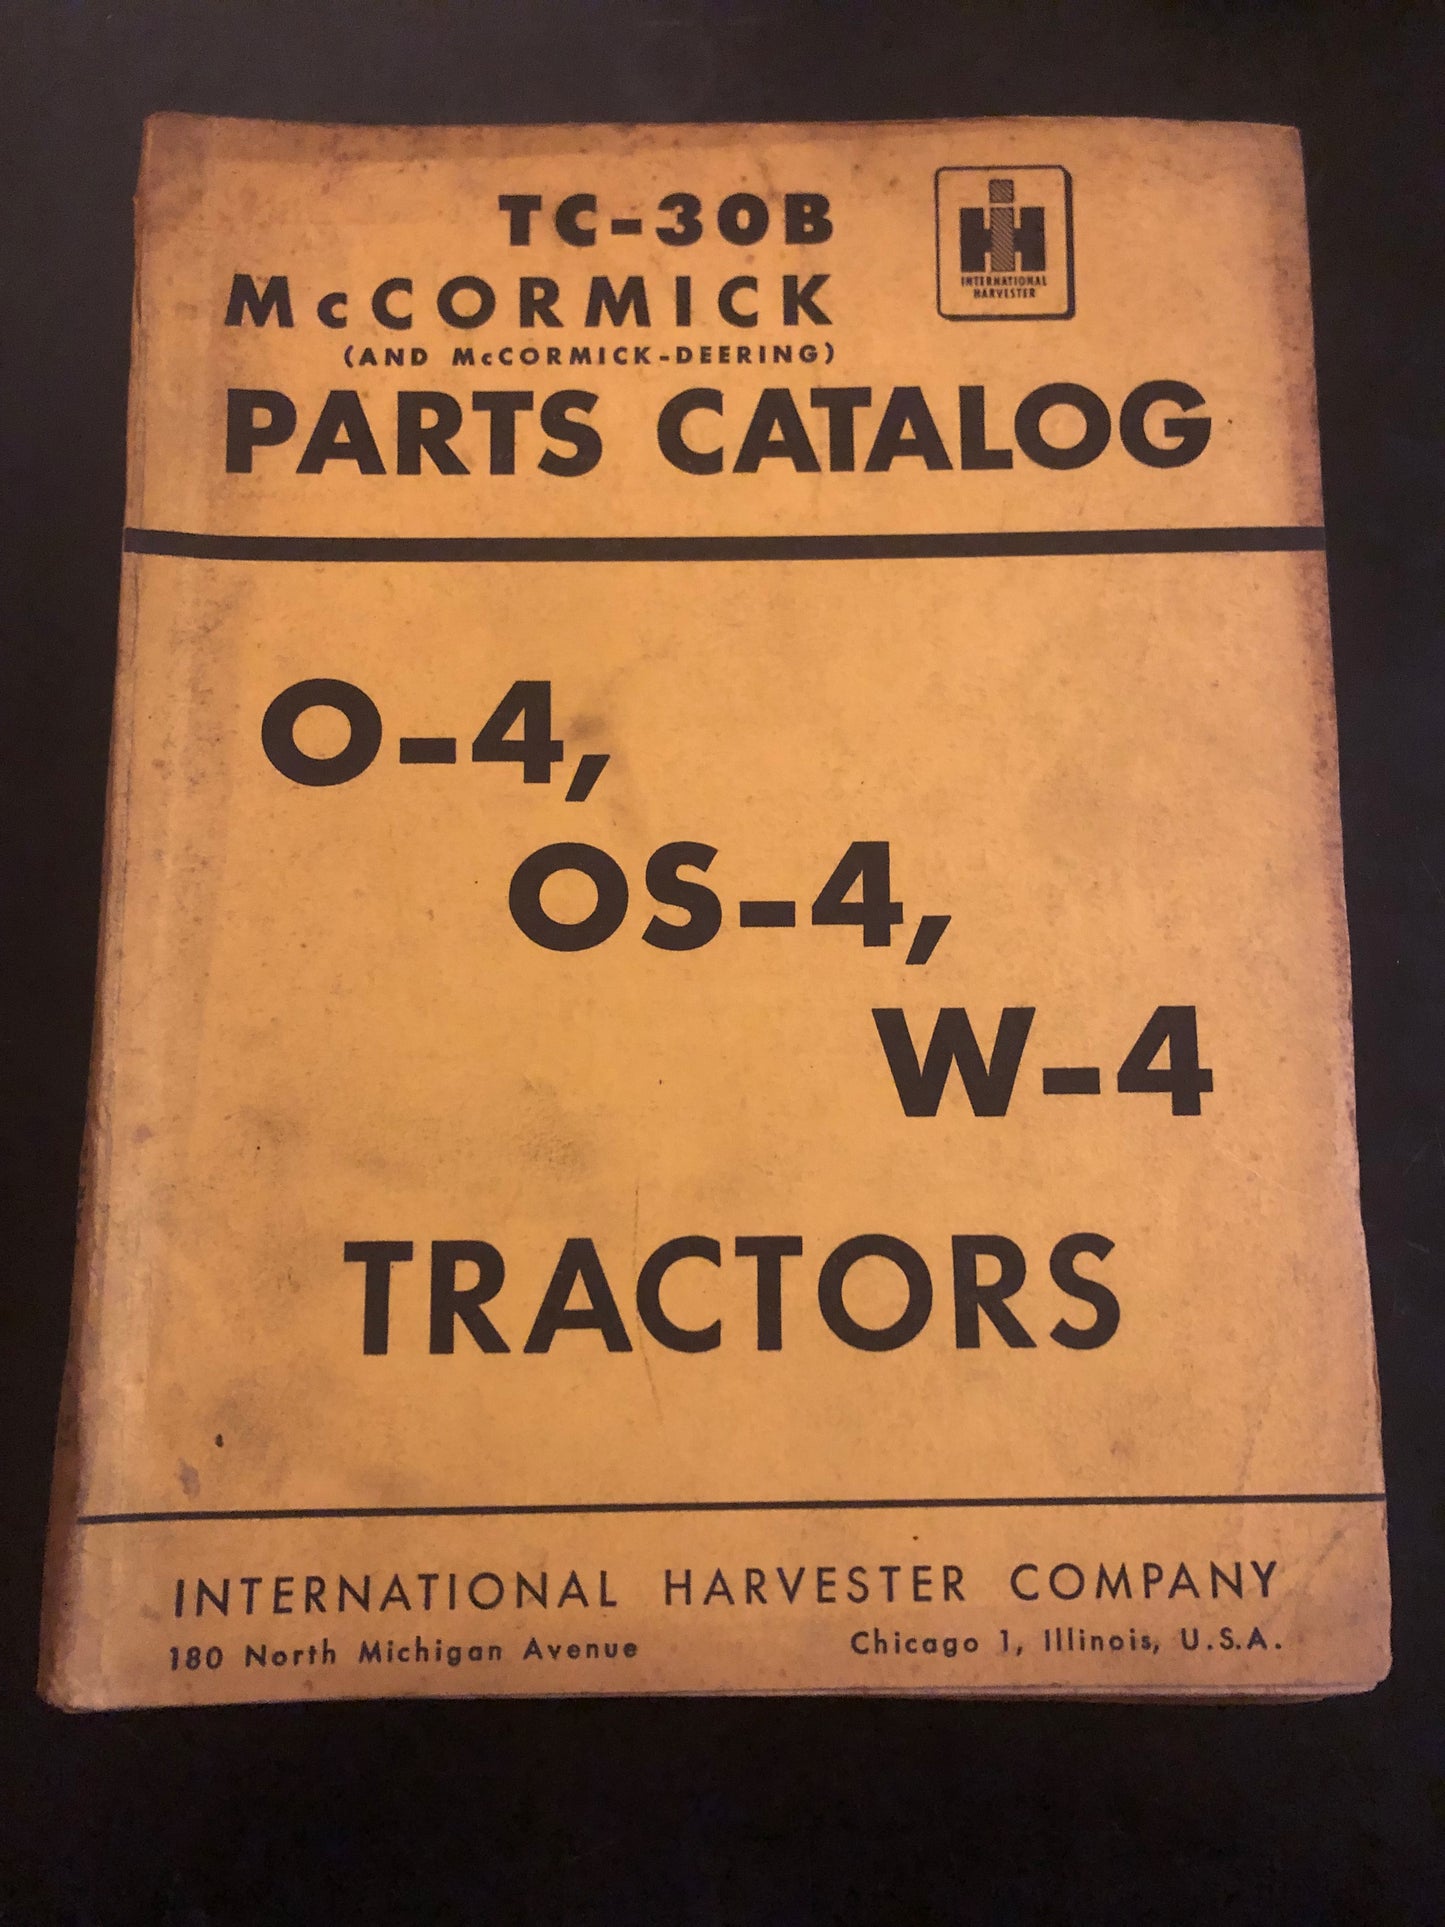 TC-30B
McCORMICK
(AND McCORMICK-DEERING)
PARTS CATALOG
IH
INTERNATIONAL
HARVESTER
O-4,
OS-4,
W-4
TRACTORS
INTERNATIONAL HARVESTER COMPANY
180 North Michigan Avenue Chicago 1, Illinois, U.S.A.